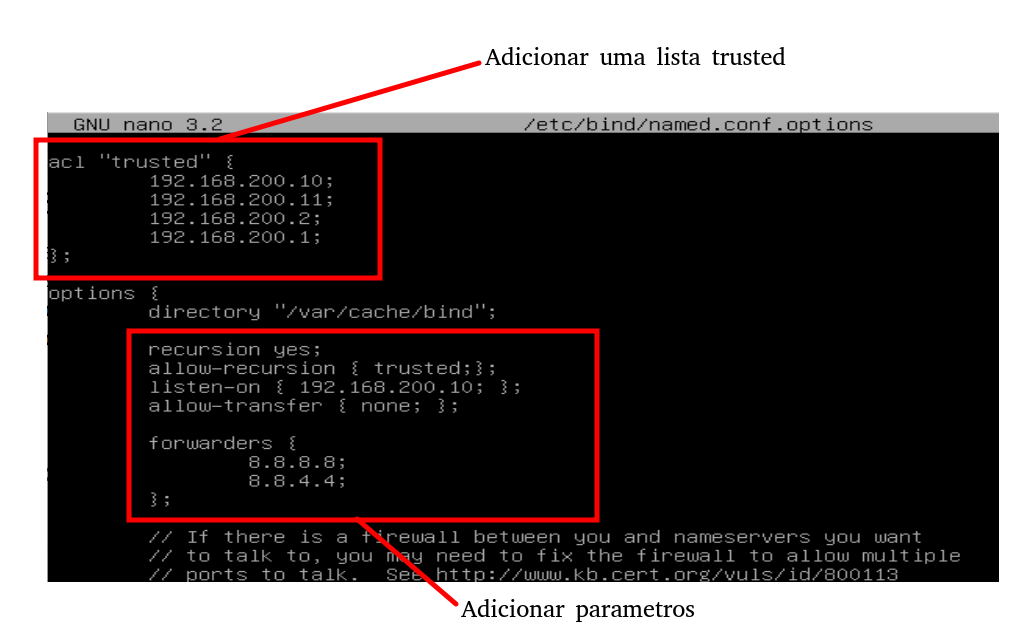 Adicionar uma lista trusted
GNU nano 3.2 /etc/bind/named.conf.options
acl "trusted" {
192.168.200.10;
192.168.200.11;
192.168.200.2;
192.168.200.1;
};
options {
directory "/var/cache/bind";
recursion yes;
allow-recursion { trusted;};
listen-on { 192.168.200.10; };
allow-transfer { none; };
forwarders {
8.8.8.8;
8.8.4.4;
};
// If there is a firewall between you and nameservers you want
// to talk to, you may need to fix the firewall to allow multiple
// ports to talk.  See http://www.kb.cert.org/vuls/id/800113
Adicionar parametros